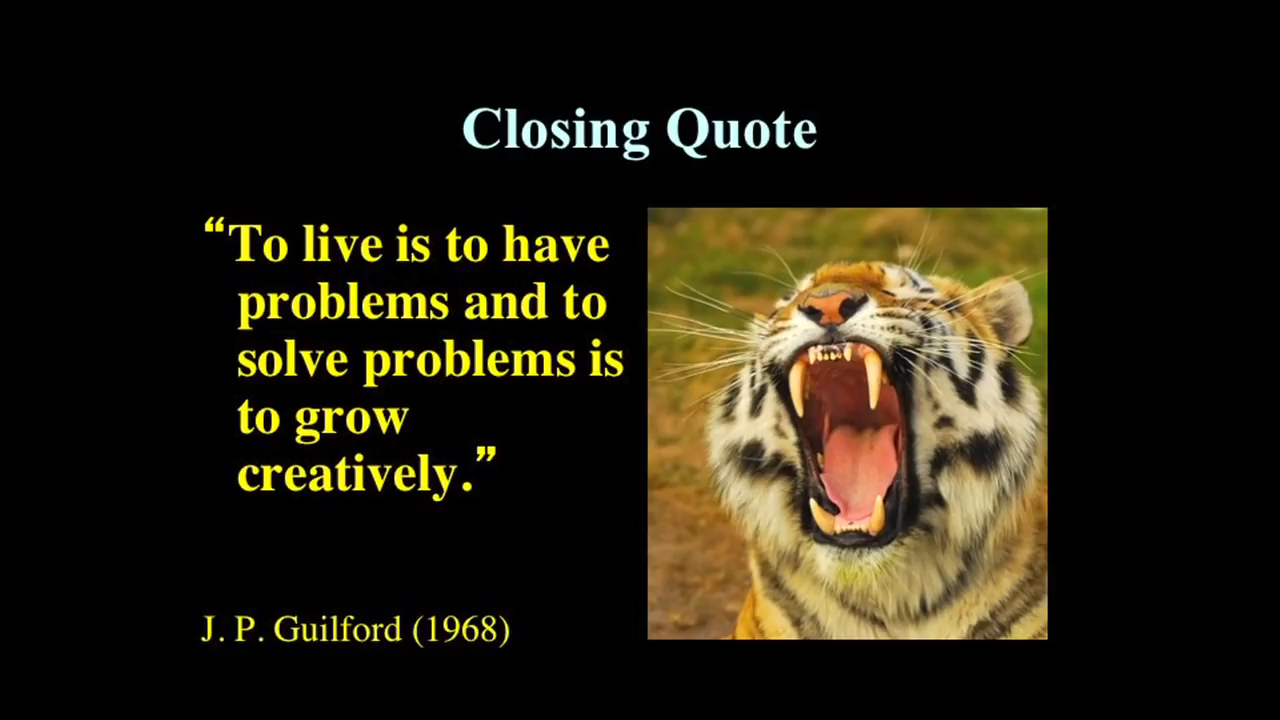 Closing Quote
“To live is to have
problems and to
solve problems is
to grow
creatively.”
J. P. Guilford (1968)